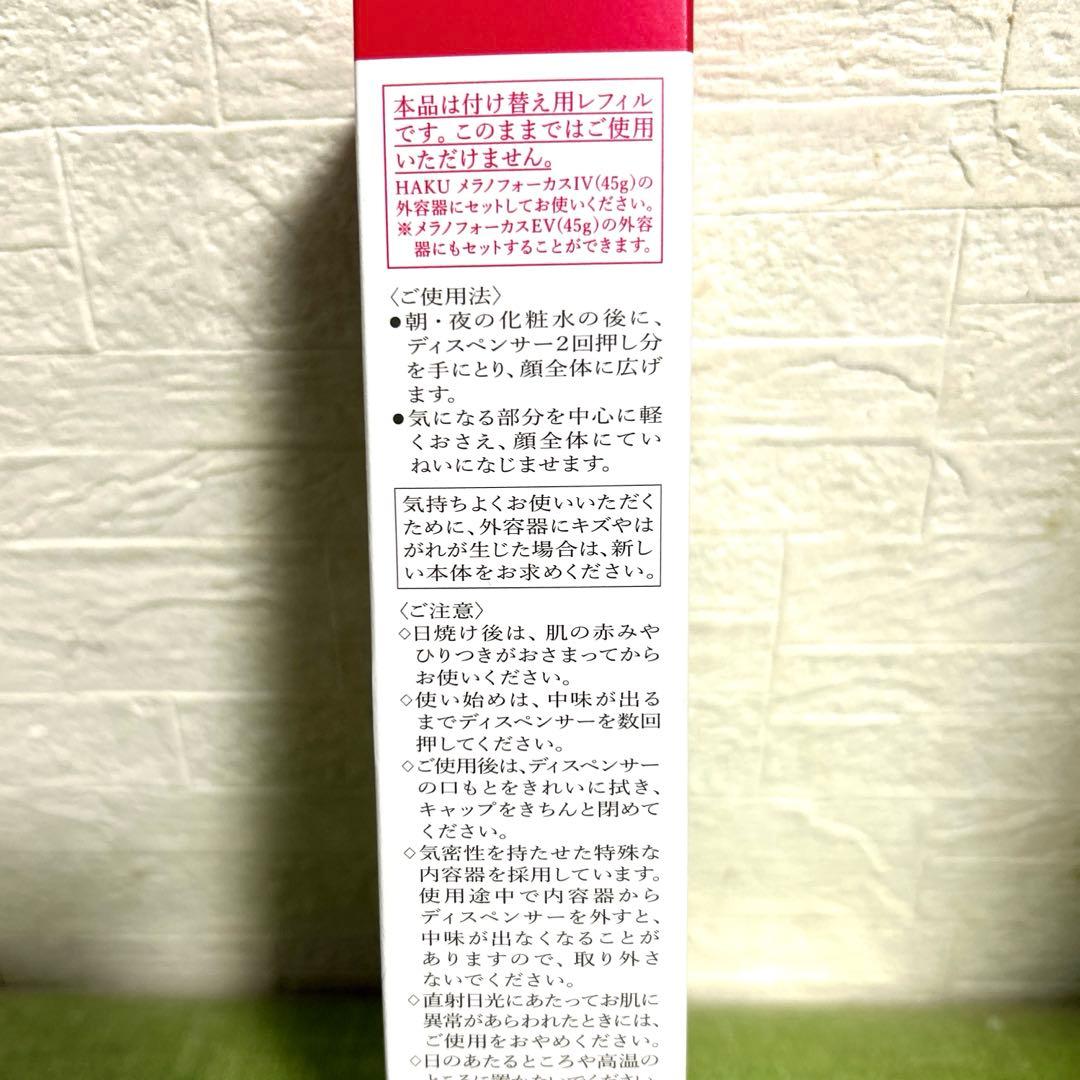 本品は付け替え用レフィル
です。このままではご使用
いただけません。
HAKU メラノフォーカスIV(45g)の
外容器にセットしてお使いください。
※メラノフォーカスEV(45g)の外容
器にもセットすることができます。
〈ご使用法〉
●朝・夜の化粧水の後に、
ディスペンサー2回押し分
を手にとり、顔全体に広げ
ます。
●気になる部分を中心に軽
くおさえ、顔全体にてい
ねいになじませます。
気持ちよくお使いいただく
ために、外容器にキズやは
がれが生じた場合は、新し
い本体をお求めください。
〈ご注意〉
◇日焼け後は、肌の赤みや
ひりつきがおさまってから
お使いください。
◇使い始めは、中味が出る
までディスペンサーを数回
押してください。
◇ご使用後は、ディスペンサー
の口もとをきれいに拭き、
キャップをきちんと閉めて
ください。
◇気密性を持たせた特殊な
内容器を採用しています。
使用途中で内容器から
ディスペンサーを外すと、
中味が出なくなることが
ありますので、取り外さ
ないでください。
◇直射日光にあたってお肌に
異常があらわれたときには、
ご使用をおやめください。
◇日のあたるところや高温の
ところに置かないでください